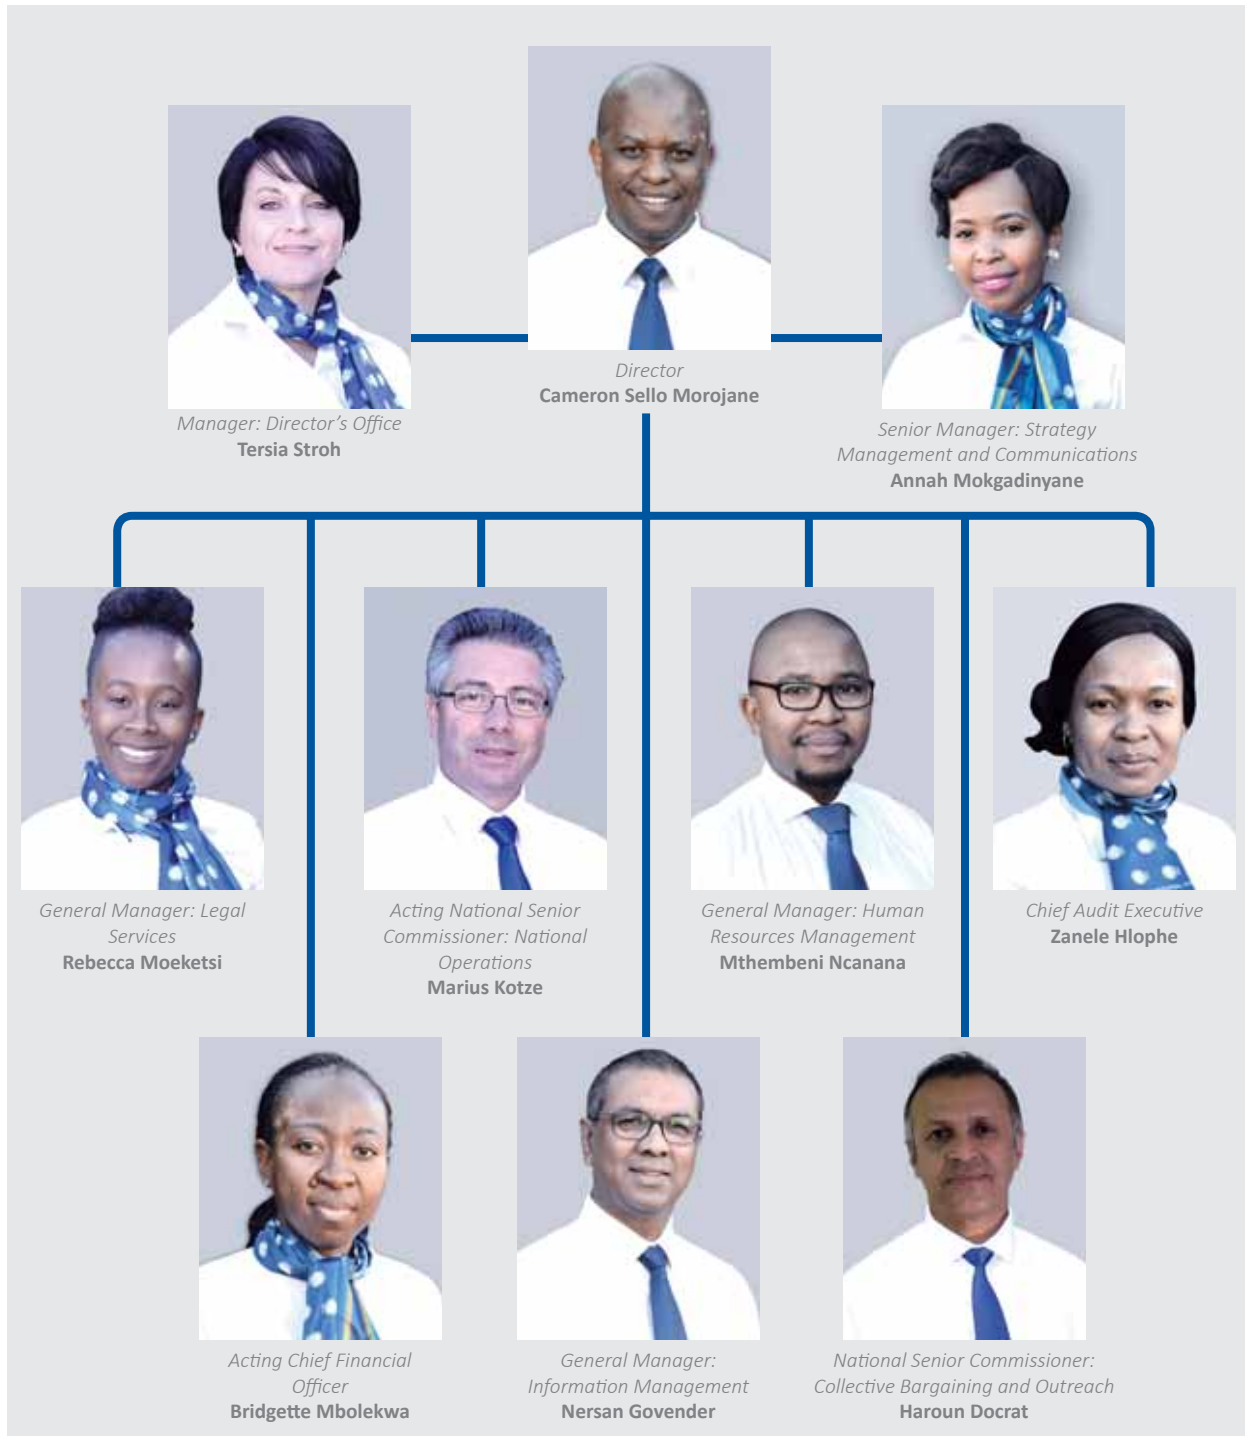 Director
Cameron Sello Morojane
Manager: Director's Office
Tersia Stroh
Senior Manager: Strategy
Management and Communications
Annah Mokgadinyane
General Manager: Legal
Services
Rebecca Moeketsi
Acting National Senior
Commissioner: National
Operations
Marius Kotze
General Manager: Human
Resources Management
Mthembeni Ncanana
Chief Audit Executive
Zanele Hlophe
Acting Chief Financial
Officer
Bridgette Mbolekwa
General Manager:
Information Management
Nersan Govender
National Senior Commissioner:
Collective Bargaining and Outreach
Haroun Docrat